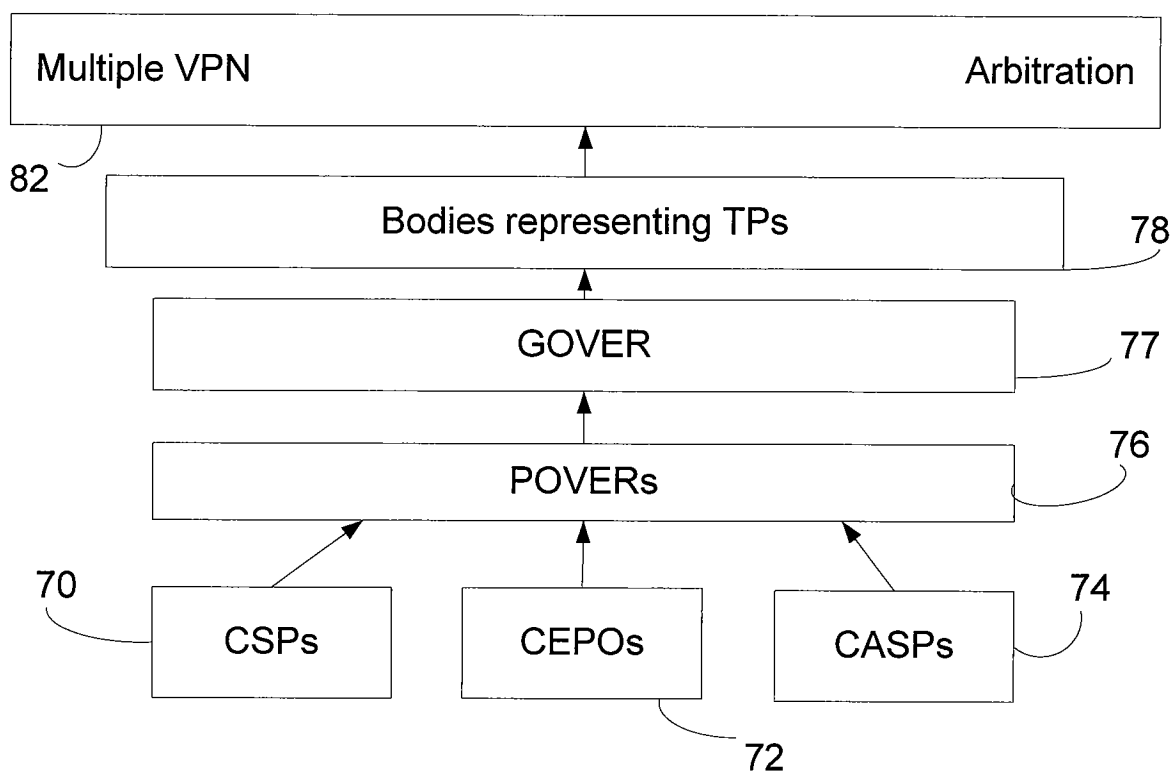 Multiple VPN Arbitration
82
Bodies representing TPs
78
GOVER
77
POVERs
76
70
CSPs
CEPOs
CASPs
74
72